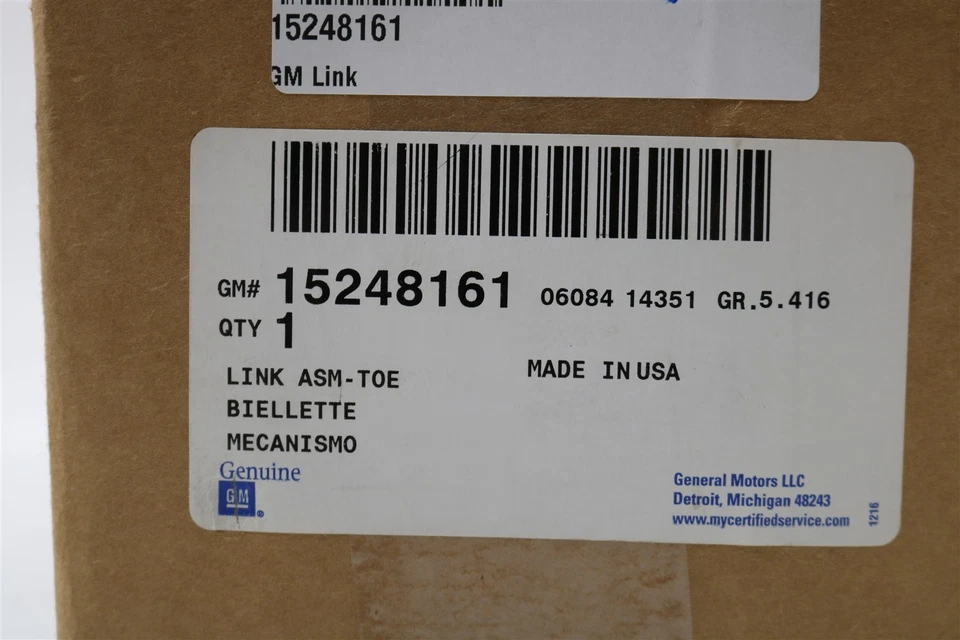 15248161
GM Link
GM# 15248161 06084 14351 GR.5.416
QTY 1
LINK ASM-TOE MADE IN USA
BIELLETTE
MECANISMO
Genuine
GM ®
General Motors LLC
Detroit, Michigan 48243
www.mycertifiedservice.com
1216